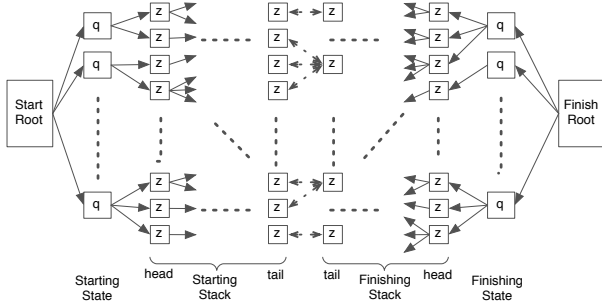 z z z z
q q
z z z z
z z z z
q q
z z z
Start Root
Finish Root
z z z z
q q
z z z
z z z z
head tail tail head
Starting State
Starting Stack
Finishing Stack
Finishing State